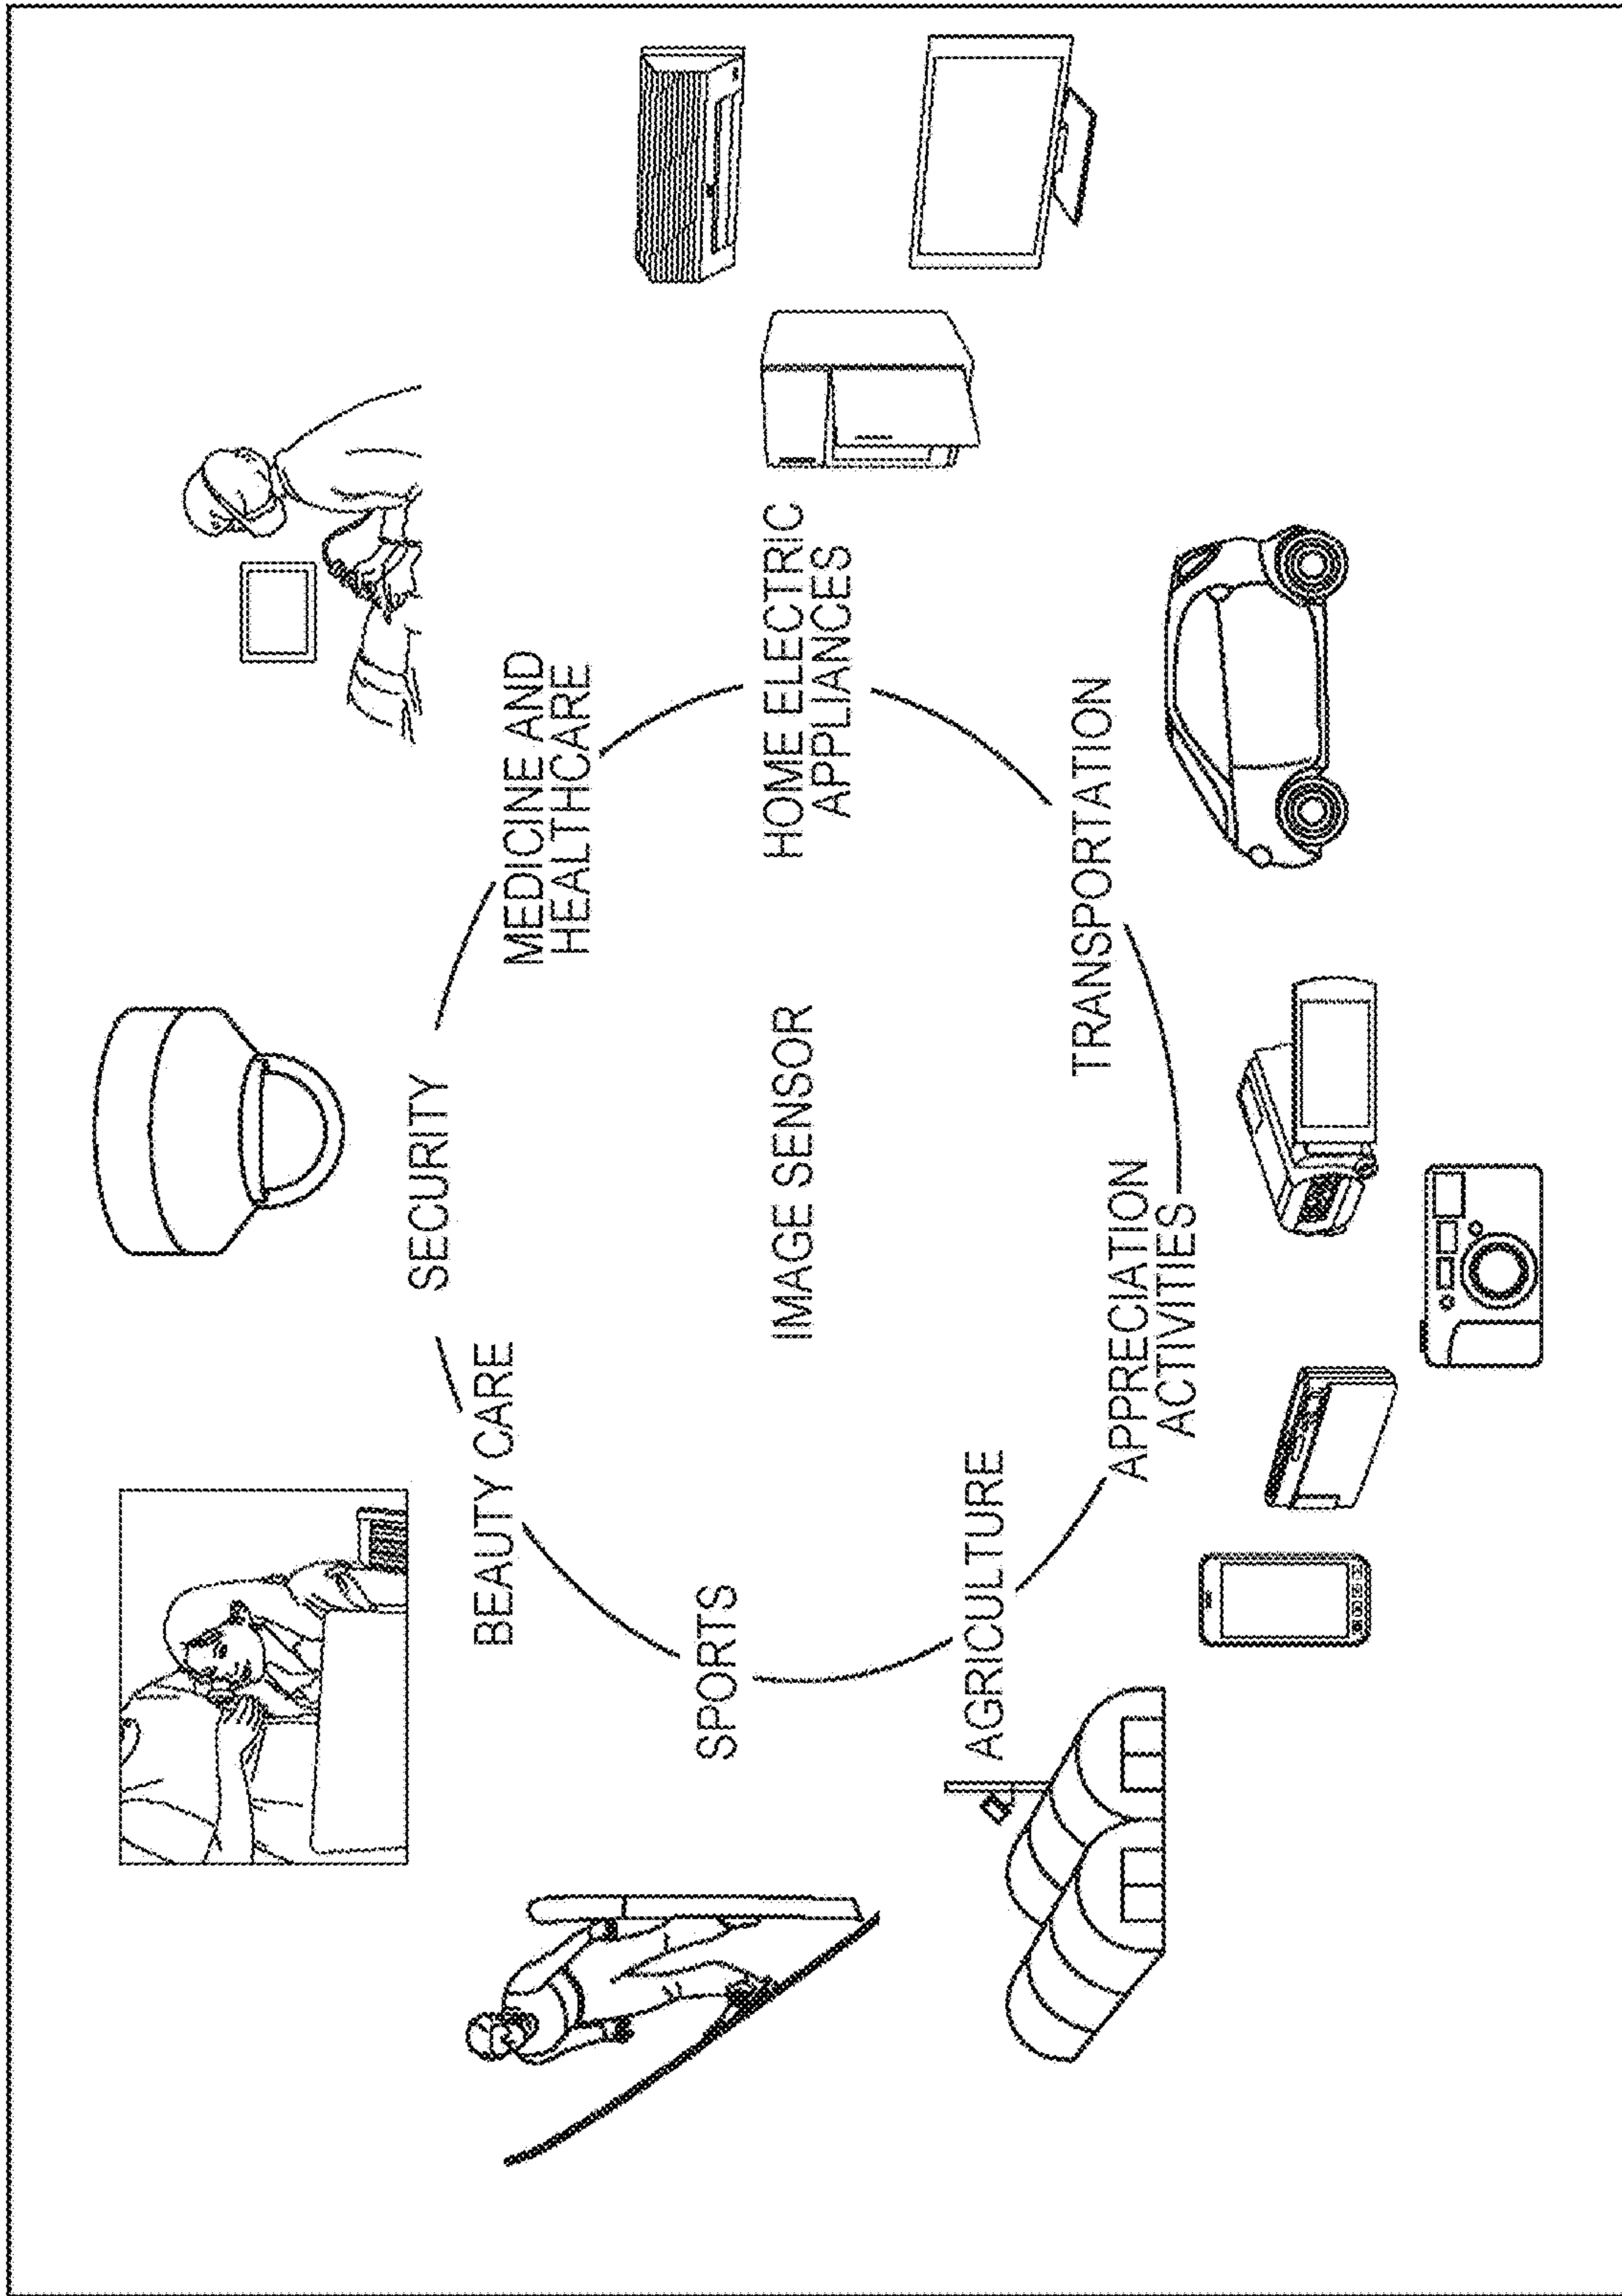 SECURITY
BEAUTY CARE
MEDICINE AND
HEALTHCARE
SPORTS
IMAGE SENSOR
HOME ELECTRIC
APPLIANCES
AGRICULTURE
TRANSPORTATION
APPRECIATION
ACTIVITIES